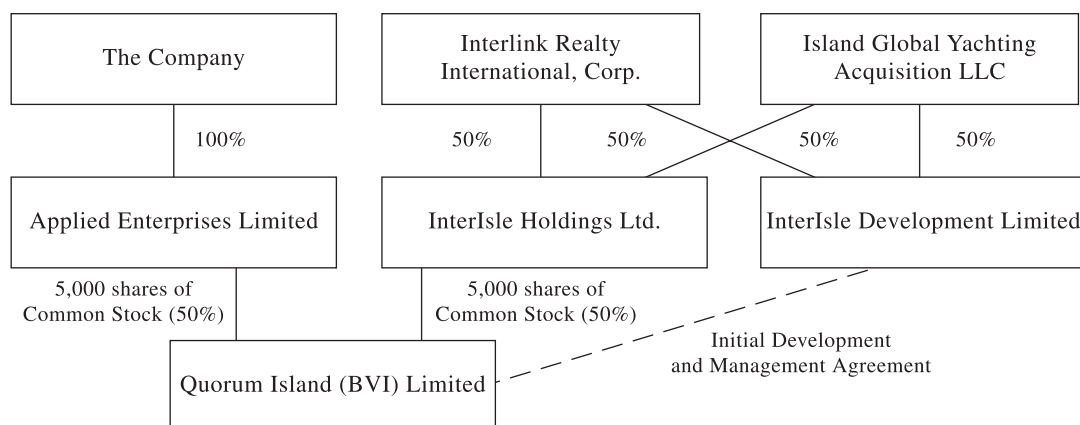 The Company
Interlink Realty
International, Corp.
Island Global Yachting
Acquisition LLC
100%
50%
50%
50%
50%
Applied Enterprises Limited
InterIsle Holdings Ltd.
InterIsle Development Limited
5,000 shares of
Common Stock (50%)
5,000 shares of
Common Stock (50%)
Initial Development
and Management Agreement
Quorum Island (BVI) Limited